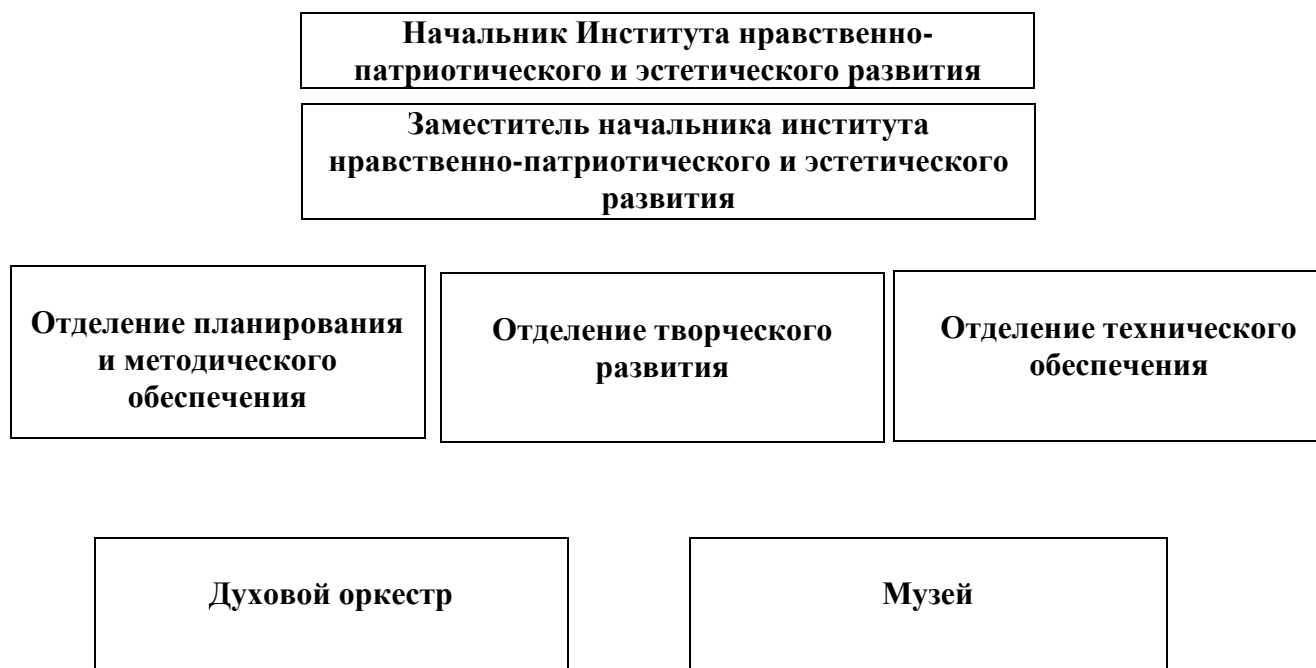 Начальник Института нравственно-
патриотического и эстетического развития
Заместитель начальника института
нравственно-патриотического и эстетического
развития
Отделение планирования
и методического
обеспечения
Отделение творческого
развития
Отделение технического
обеспечения
Духовой оркестр
Музей